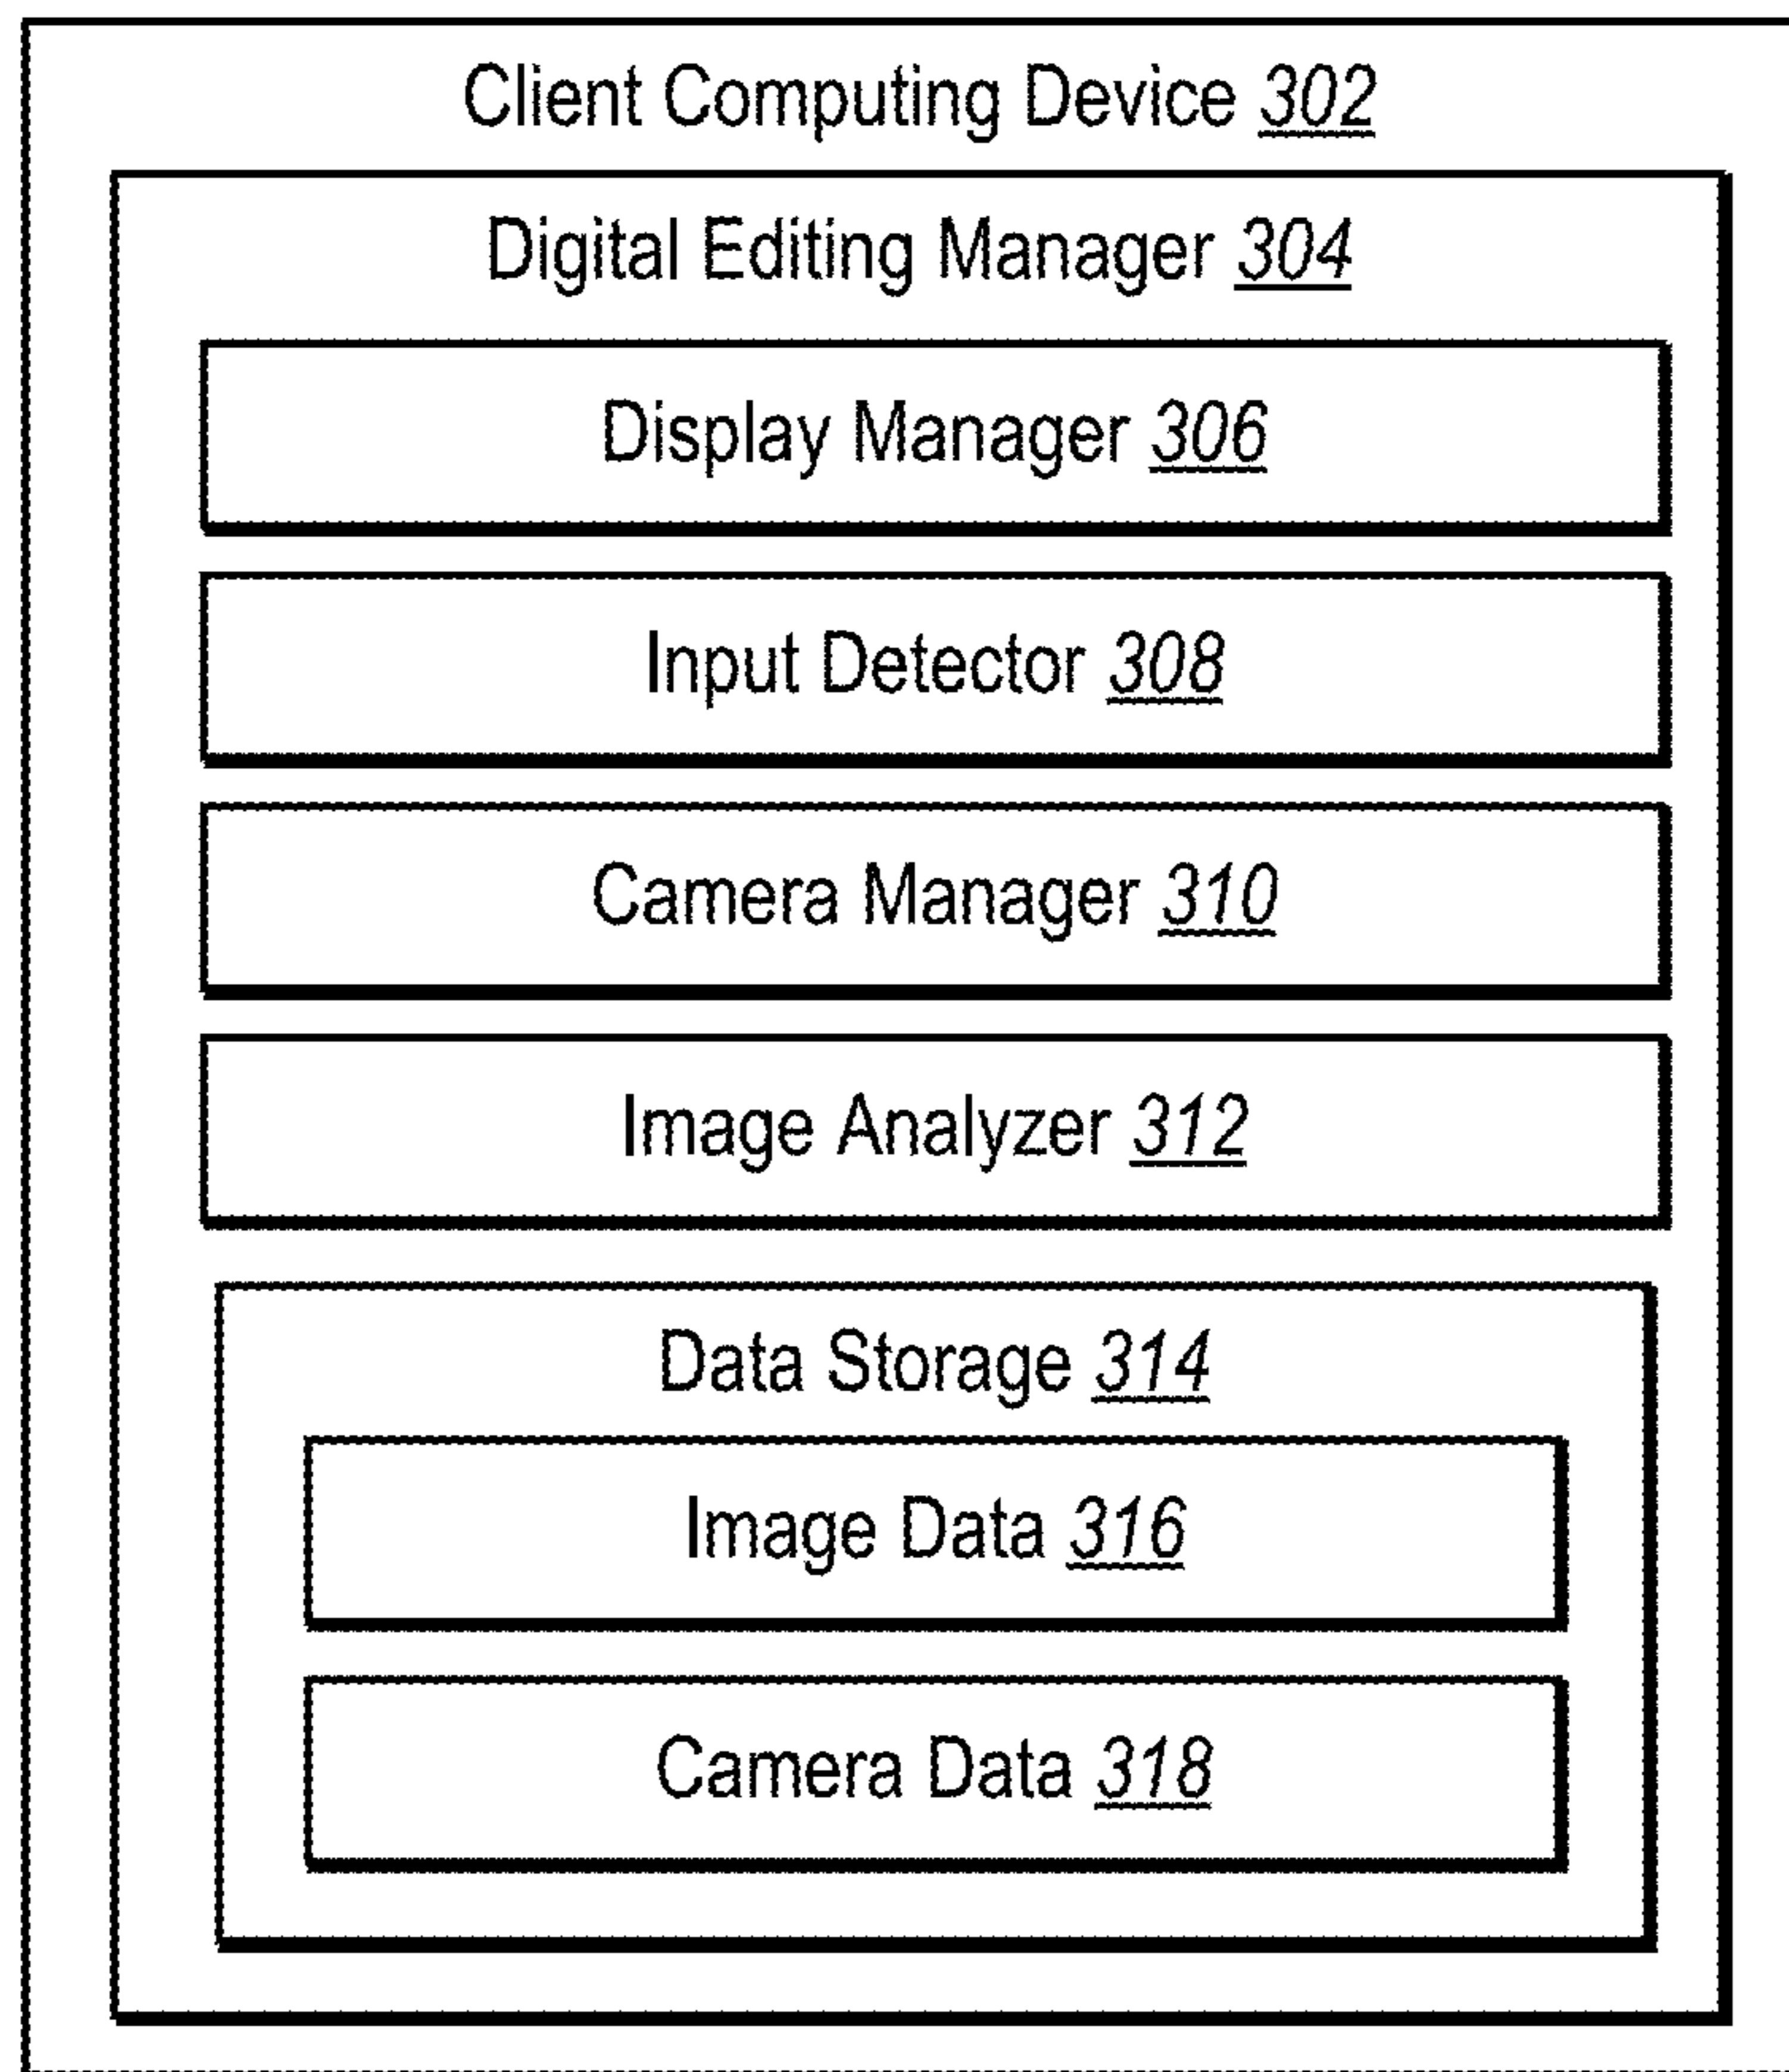 Client Computing Device 302
Digital Editing Manager 304
Display Manager 306
Input Detector 308
Camera Manager 310
Image Analyzer 312
Data Storage 314
Image Data 316
Camera Data 318